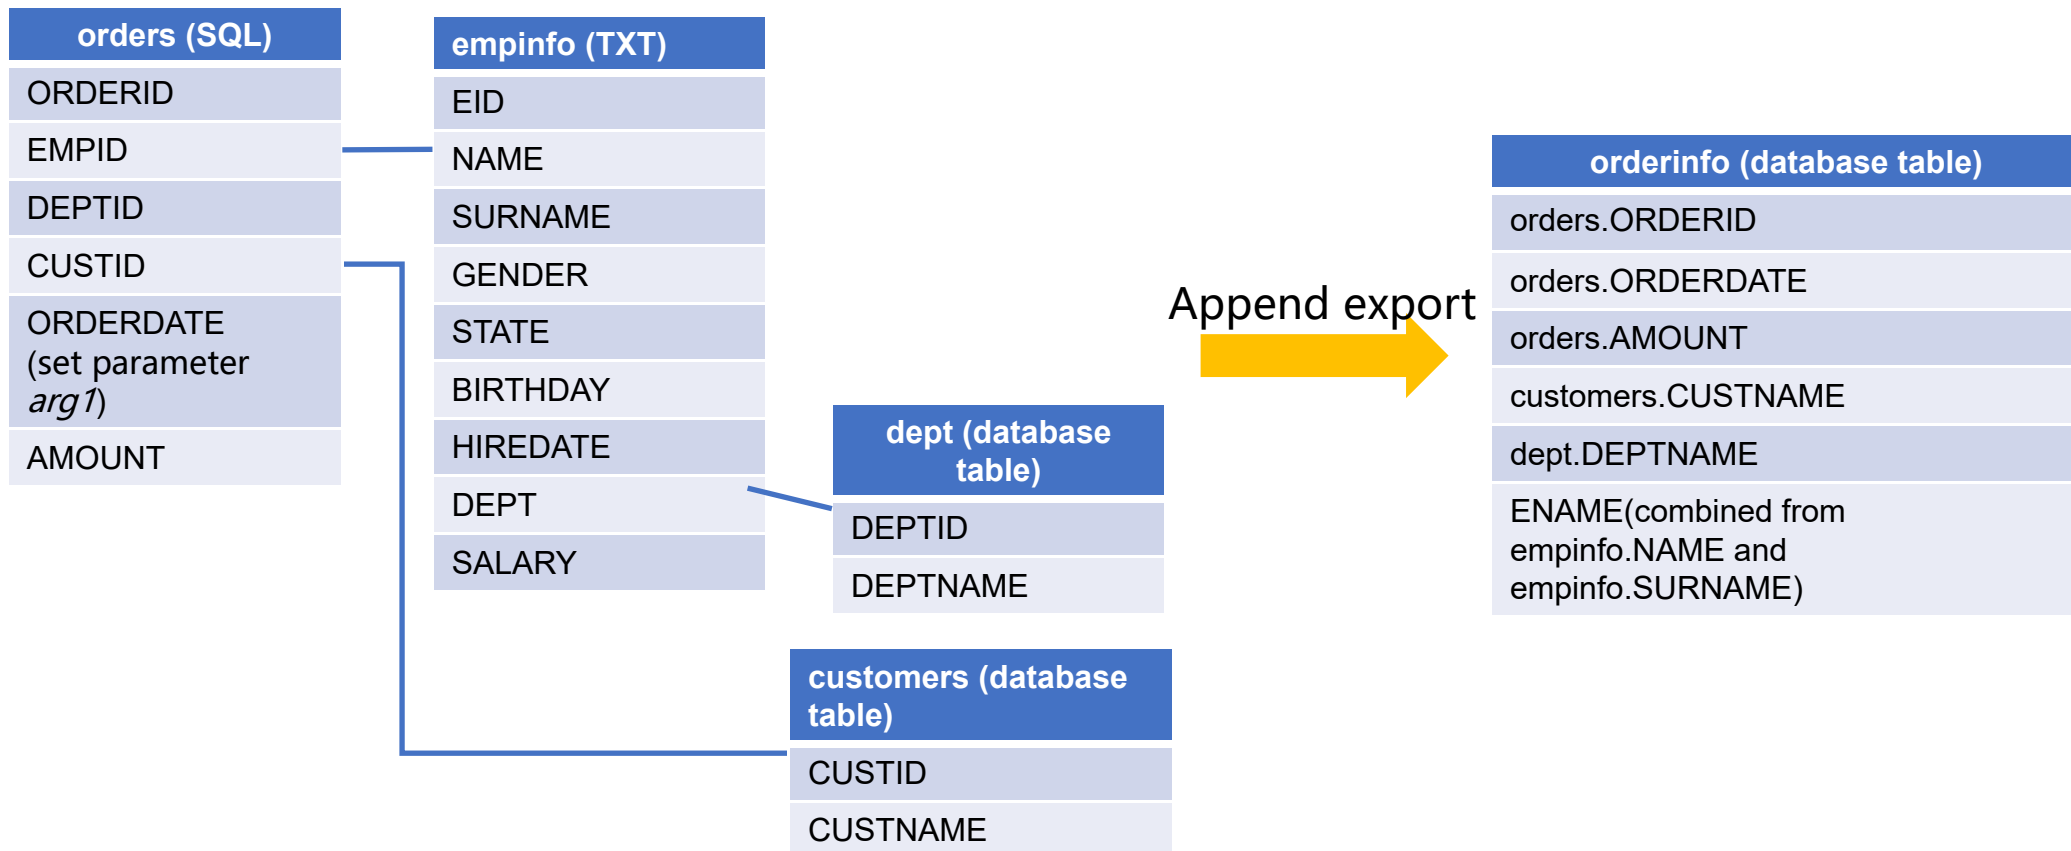 orders (SQL)
ORDERID
EMPID
DEPTID
CUSTID
ORDERDATE
(set parameter
arg1)
AMOUNT
empinfo (TXT)
EID
NAME
SURNAME
GENDER
STATE
BIRTHDAY
HIREDATE
DEPT
SALARY
dept (database
table)
DEPTID
DEPTNAME
customers (database
table)
CUSTID
CUSTNAME
Append export
orderinfo (database table)
orders.ORDERID
orders.ORDERDATE
orders.AMOUNT
customers.CUSTNAME
dept.DEPTNAME
ENAME(combined from
empinfo.NAME and
empinfo.SURNAME)